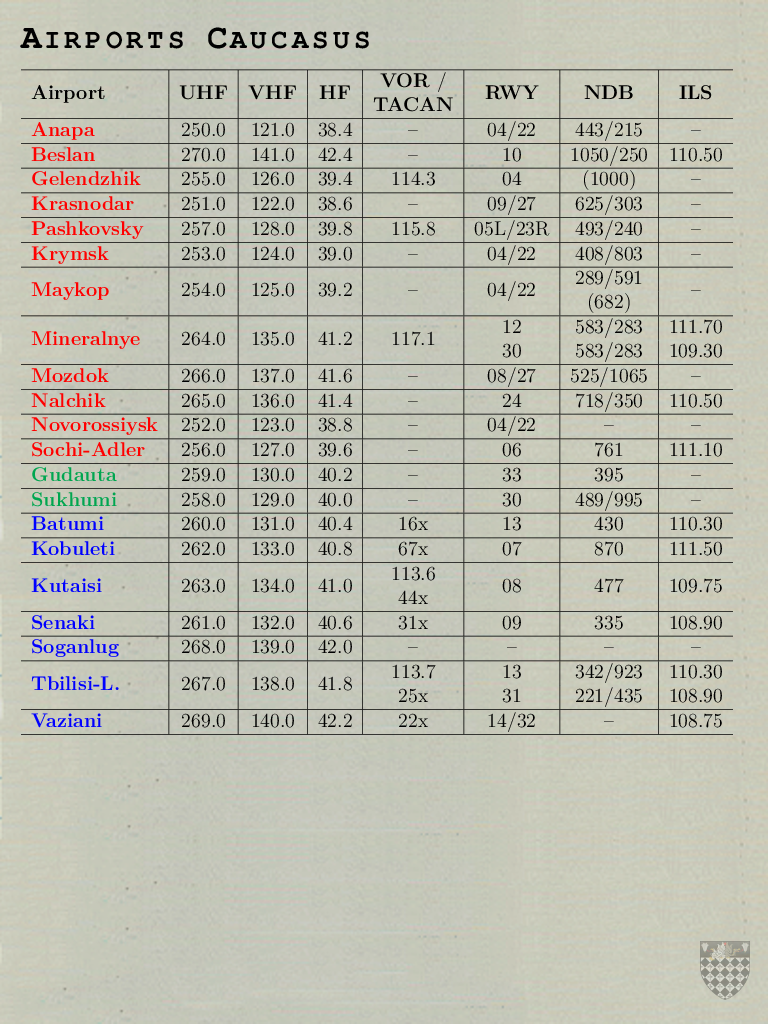 Airports Caucasus
Airport UHF VHF HF VOR / TACAN RWY NDB ILS
Anapa 250.0 121.0 38.4 – 04/22 443/215 –
Beslan 270.0 141.0 42.4 – 10 1050/250 110.50
Gelendzhik 255.0 126.0 39.4 114.3 04 (1000) –
Krasnodar 251.0 122.0 38.6 – 09/27 625/303 –
Pashkovsky 257.0 128.0 39.8 115.8 05L/23R 493/240 –
Krymsk 253.0 124.0 39.0 – 04/22 408/803 –
Maykop 254.0 125.0 39.2 – 04/22 289/591 (682) –
Mineralnye 264.0 135.0 41.2 117.1 12 583/283 111.70
30 583/283 109.30
Mozdok 266.0 137.0 41.6 – 08/27 525/1065 –
Nalchik 265.0 136.0 41.4 – 24 718/350 110.50
Novorossiysk 252.0 123.0 38.8 – 04/22 – –
Sochi-Adler 256.0 127.0 39.6 – 06 761 111.10
Gudauta 259.0 130.0 40.2 – 33 395 –
Sukhumi 258.0 129.0 40.0 – 30 489/995 –
Batumi 260.0 131.0 40.4 16x 13 430 110.30
Kobuleti 262.0 133.0 40.8 67x 07 870 111.50
Kutaisi 263.0 134.0 41.0 113.6 44x 08 477 109.75
Senaki 261.0 132.0 40.6 31x 09 335 108.90
Soganlug 268.0 139.0 42.0 – – – –
Tbilisi-L. 267.0 138.0 41.8 113.7 13 342/923 110.30
25x 31 221/435 108.90
Vaziani 269.0 140.0 42.2 22x 14/32 – 108.75